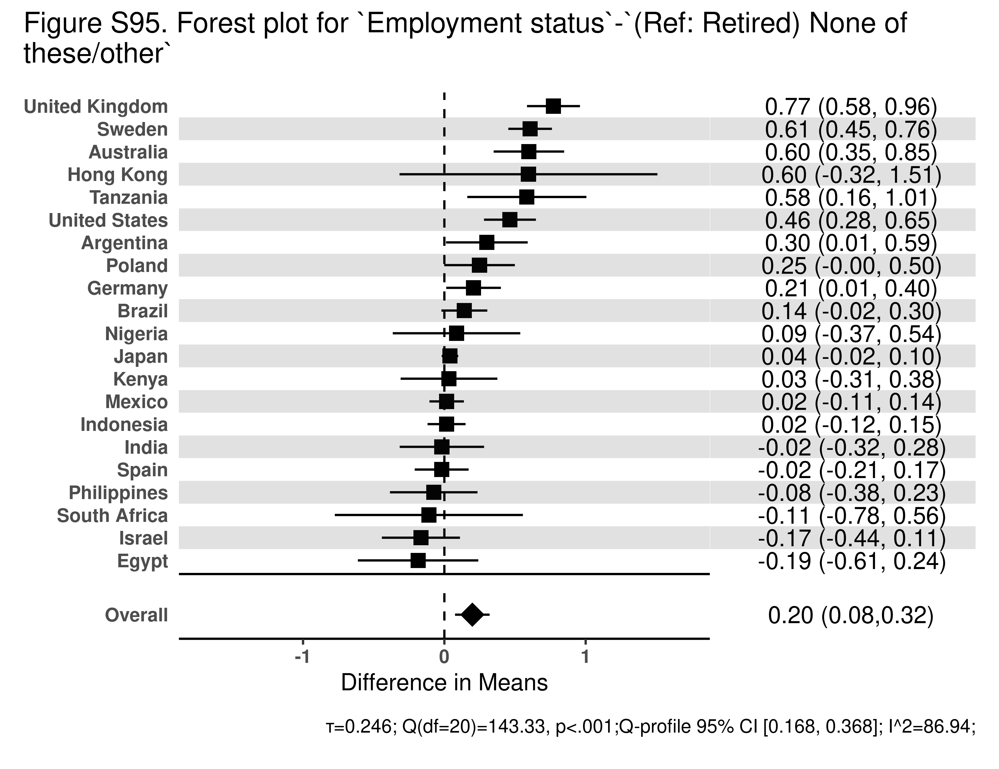 Figure S95. Forest plot for `Employment status`-`(Ref: Retired) None of
these/other`
United Kingdom 0.77 (0.58, 0.96)
Sweden 0.61 (0.45, 0.76)
Australia 0.60 (0.35, 0.85)
Hong Kong 0.60 (-0.32, 1.51)
Tanzania 0.58 (0.16, 1.01)
United States 0.46 (0.28, 0.65)
Argentina 0.30 (0.01, 0.59)
Poland 0.25 (-0.00, 0.50)
Germany 0.21 (0.01, 0.40)
Brazil 0.14 (-0.02, 0.30)
Nigeria 0.09 (-0.37, 0.54)
Japan 0.04 (-0.02, 0.10)
Kenya 0.03 (-0.31, 0.38)
Mexico 0.02 (-0.11, 0.14)
Indonesia 0.02 (-0.12, 0.15)
India -0.02 (-0.32, 0.28)
Spain -0.02 (-0.21, 0.17)
Philippines -0.08 (-0.38, 0.23)
South Africa -0.11 (-0.78, 0.56)
Israel -0.17 (-0.44, 0.11)
Egypt -0.19 (-0.61, 0.24)
Overall 0.20 (0.08,0.32)
-1 0 1
Difference in Means
τ=0.246; Q(df=20)=143.33, p<.001;Q-profile 95% CI [0.168, 0.368]; I^2=86.94;